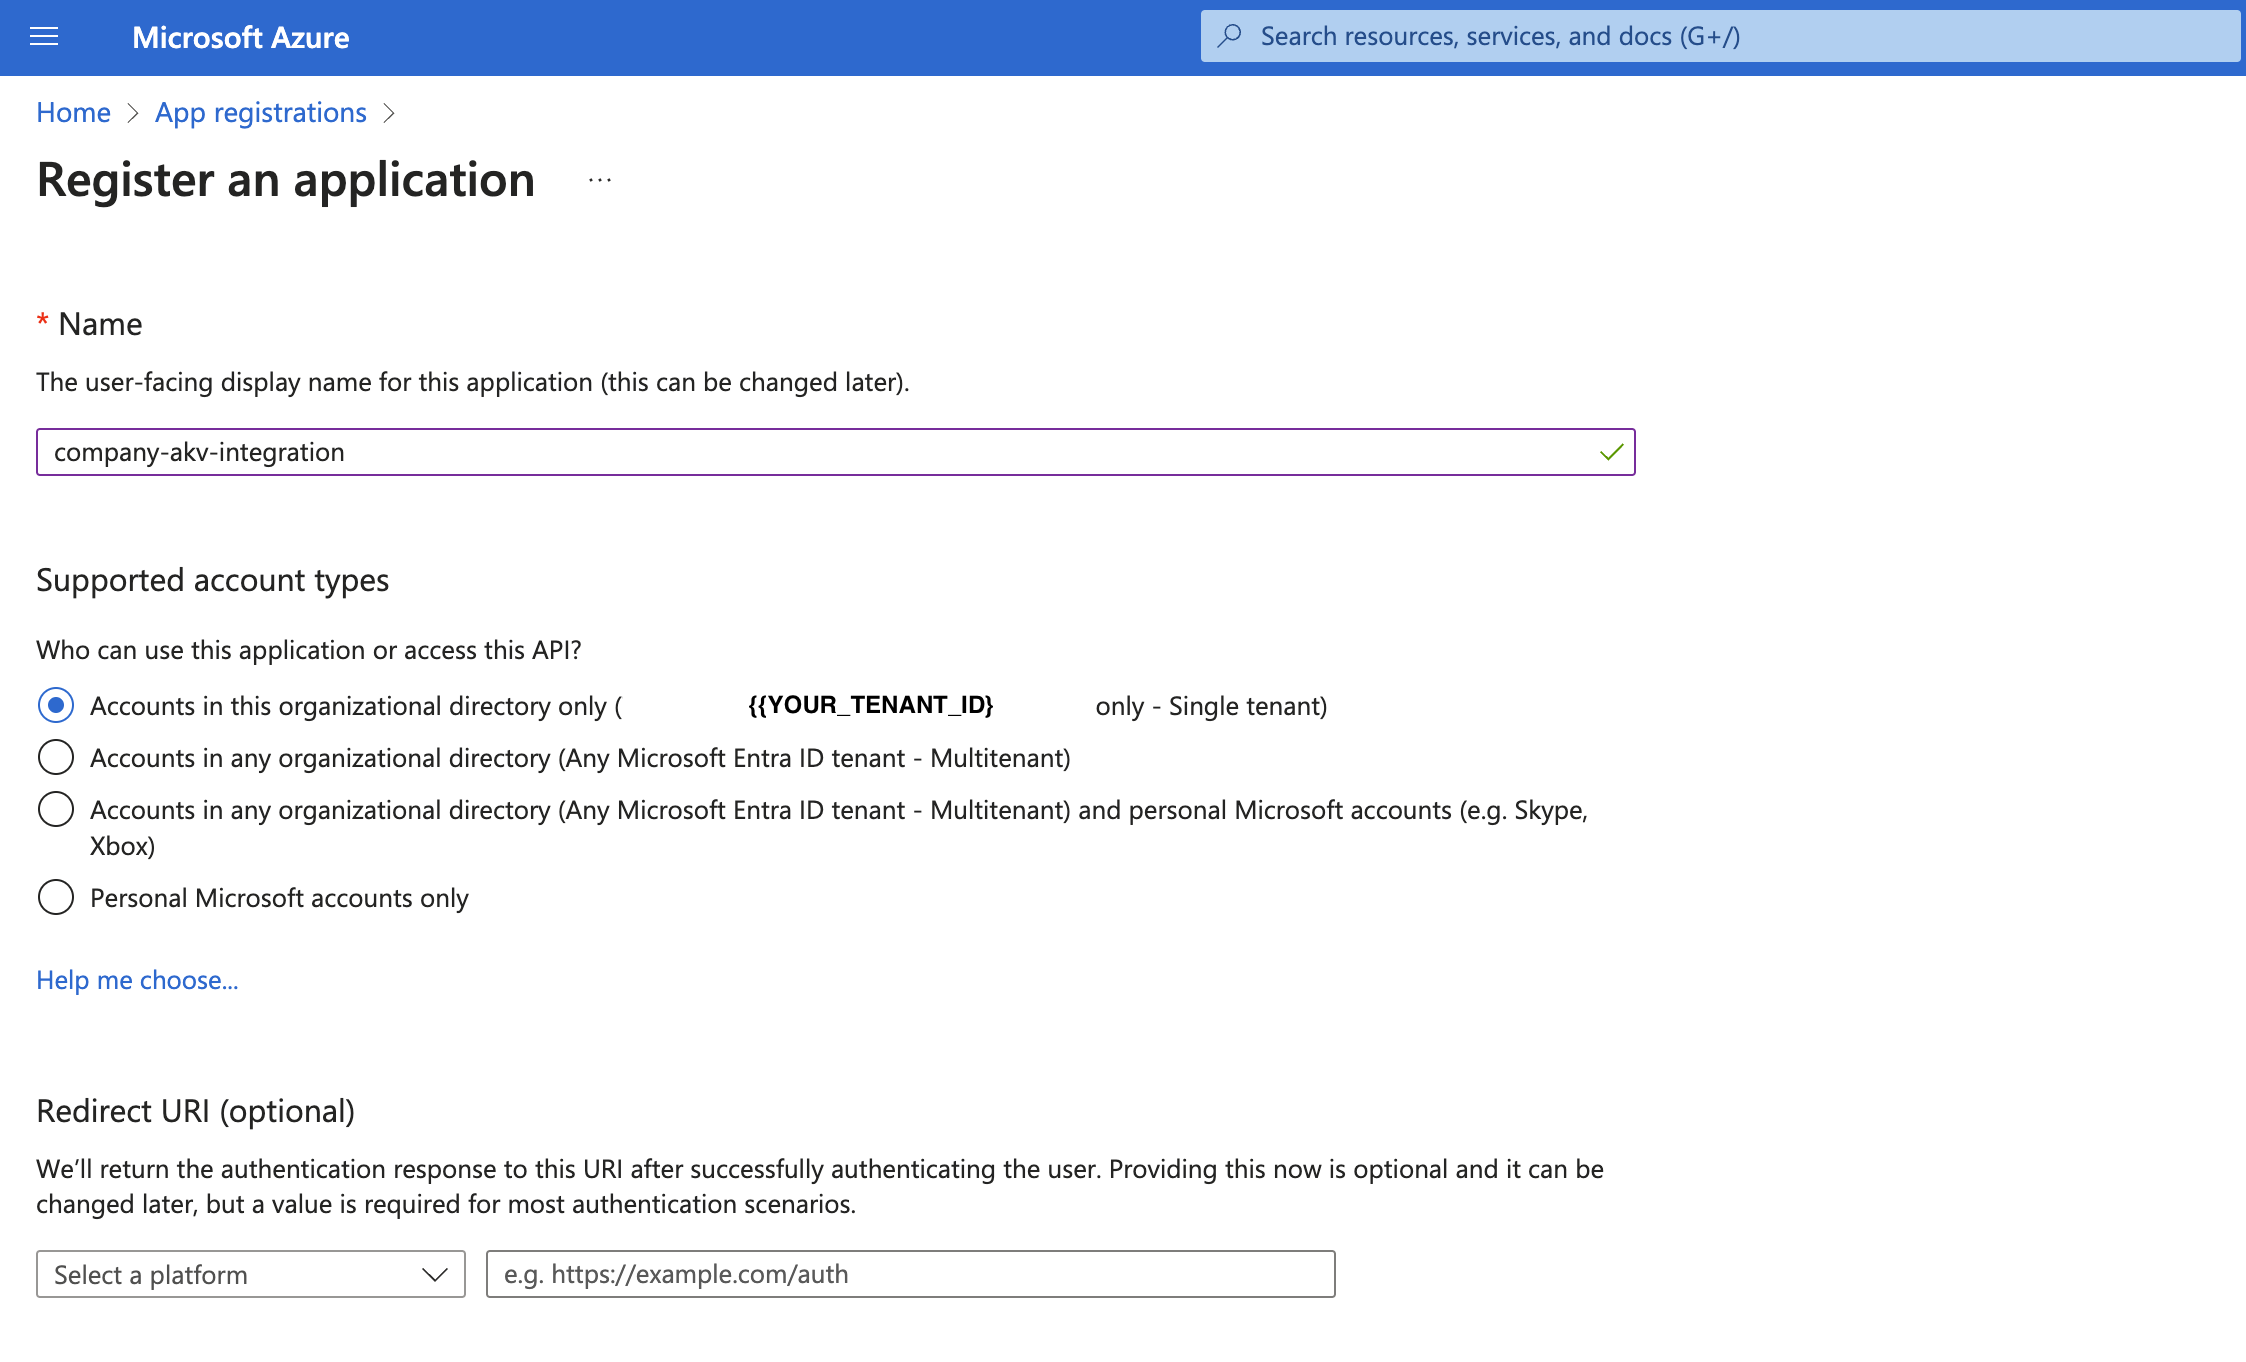 Microsoft Azure
Search resources, services, and docs (G+/)
Home > App registrations >
Register an application ...
* Name
The user-facing display name for this application (this can be changed later).
company-akv-integration
Supported account types
Who can use this application or access this API?
Accounts in this organizational directory only ( {{YOUR_TENANT_ID} only - Single tenant)
Accounts in any organizational directory (Any Microsoft Entra ID tenant - Multitenant)
Accounts in any organizational directory (Any Microsoft Entra ID tenant - Multitenant) and personal Microsoft accounts (e.g. Skype,
Xbox)
Personal Microsoft accounts only
Help me choose...
Redirect URI (optional)
We’ll return the authentication response to this URI after successfully authenticating the user. Providing this now is optional and it can be
changed later, but a value is required for most authentication scenarios.
Select a platform
e.g. https://example.com/auth